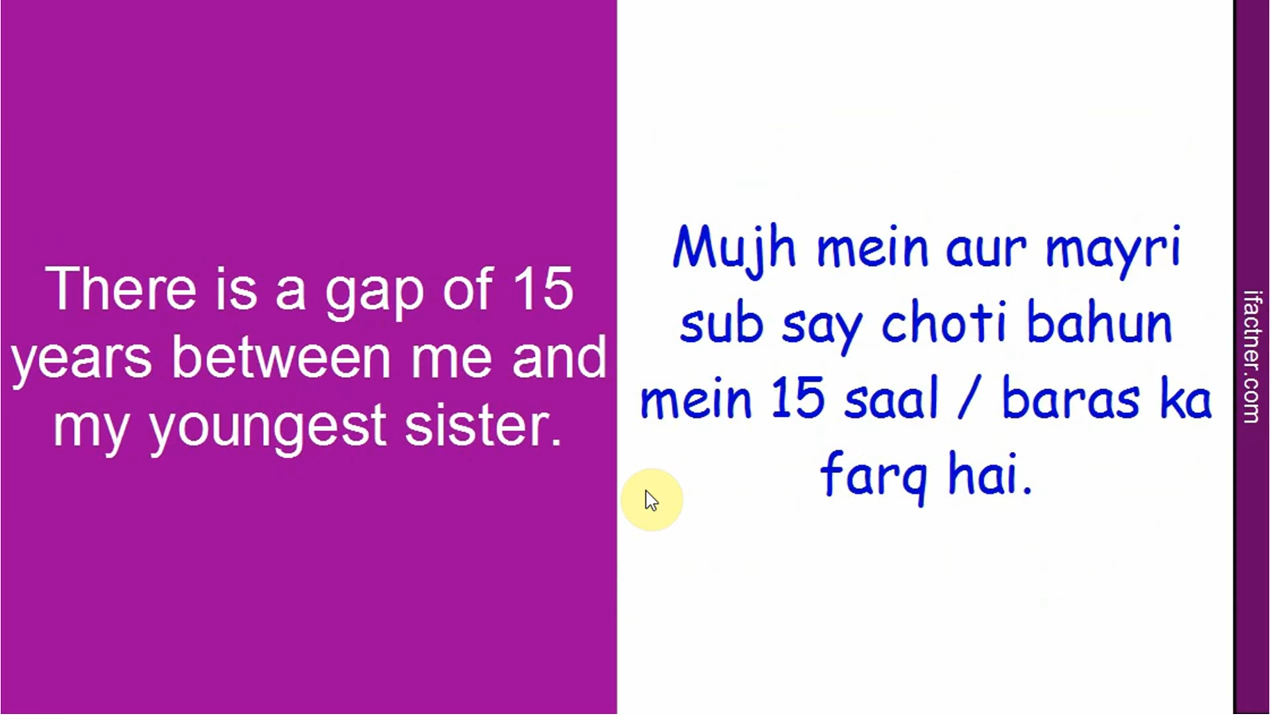 There is a gap of 15
years between me and
my youngest sister.
Mujh mein aur mayri
sub say choti bahun
mein 15 saal / baras ka
farq hai.
ifactner.com